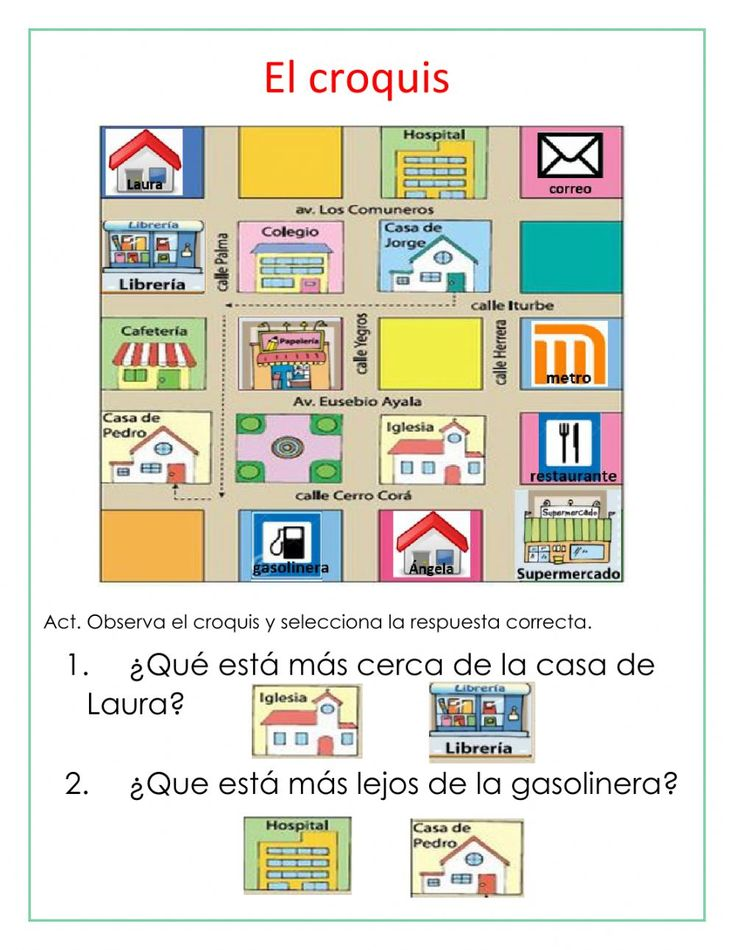 El croquis
Laura
Hospital
correo
av. Los Comuneros
Librería
Librería
calle Palma
Colegio
Casa de
Jorge
calle Iturbe
Cafetería
Papelería
calle Yegros
calle Herrera
metro
Av. Eusebio Ayala
Casa de
Pedro
Iglesia
restaurante
calle Cerro Corá
gasolinera
Ángela
Supermercado
Supermercado
Act. Observa el croquis y selecciona la respuesta correcta.
1. ¿Qué está más cerca de la casa de
Laura?
Iglesia
Librería
Librería
2. ¿Que está más lejos de la gasolinera?
Hospital
Casa de
Pedro